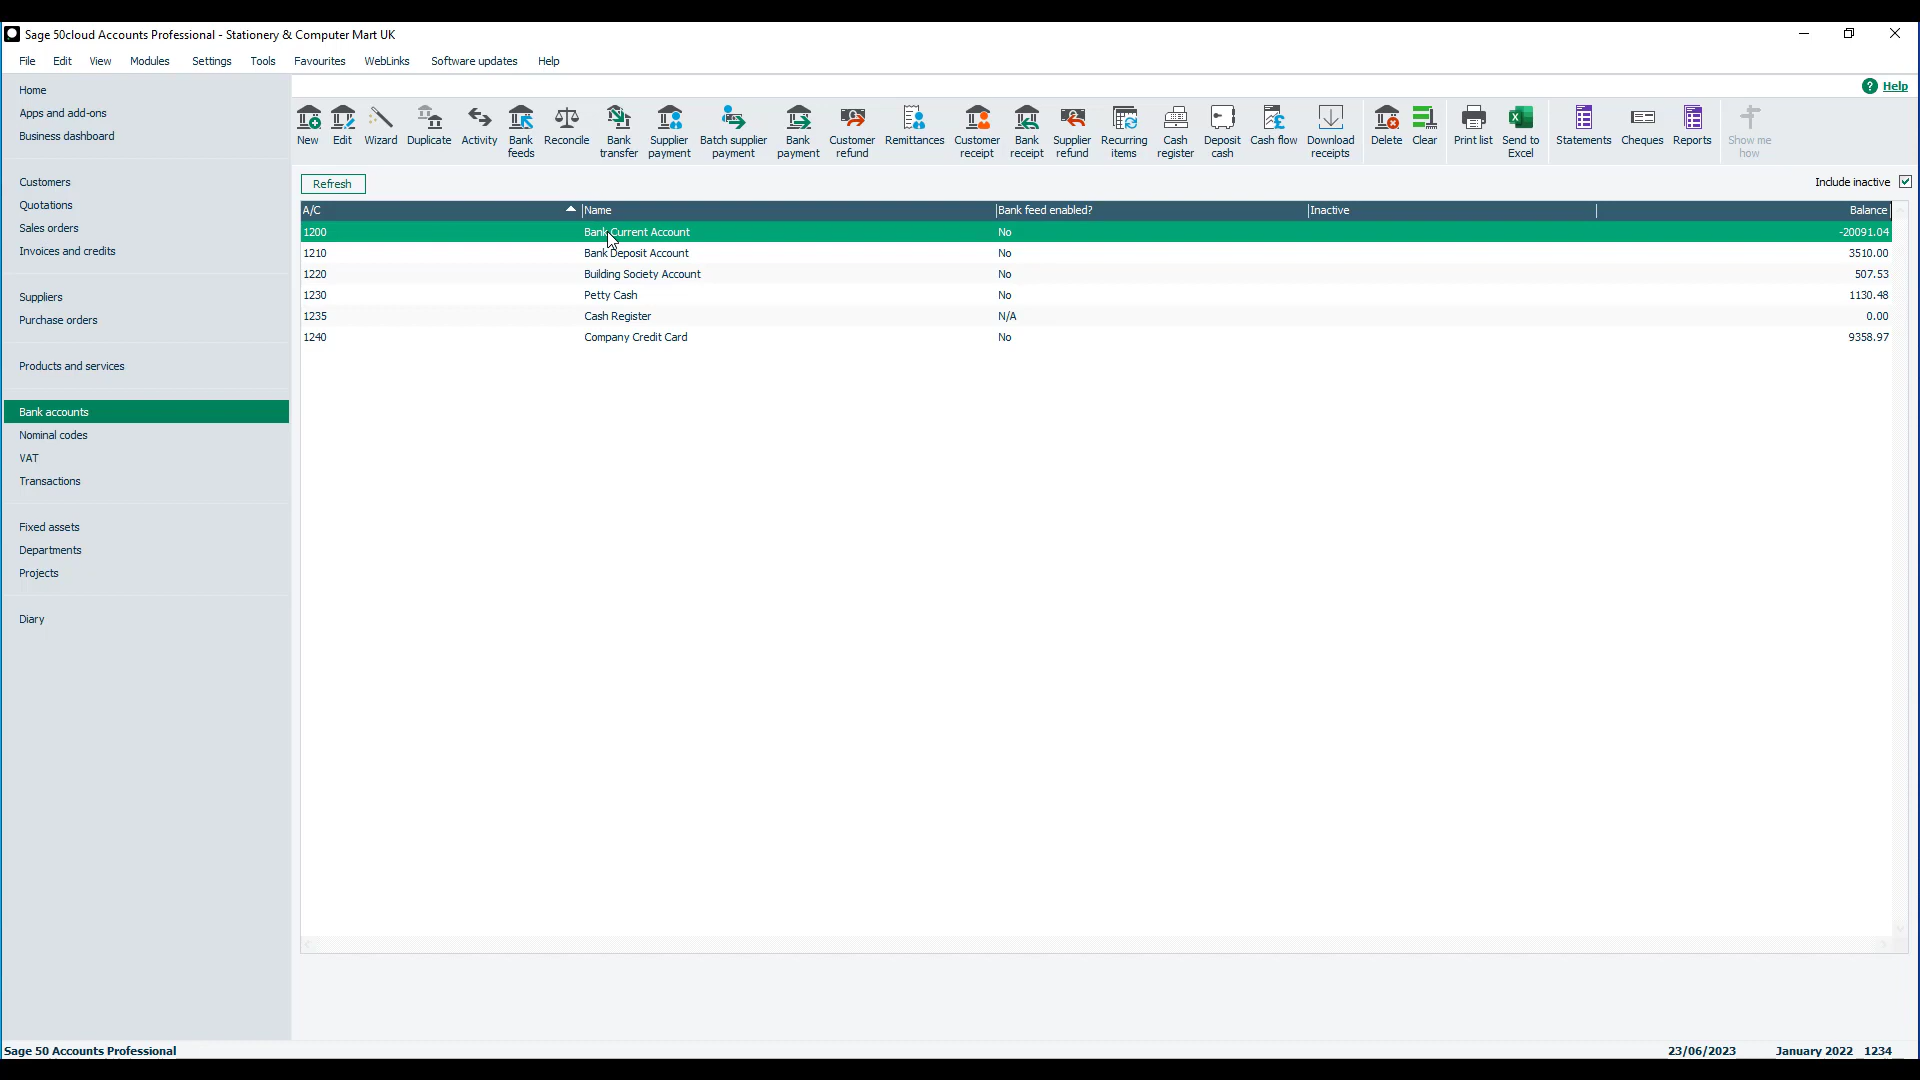 Sage 50cloud Accounts Professional - Stationery & Computer Mart UK
File Edit View Modules Settings Tools Favourites WebLinks Software updates Help
? Help
Home
Apps and add-ons
Business dashboard
Customers
Quotations
Sales orders
Invoices and credits
Suppliers
Purchase orders
Products and services
Bank accounts
Nominal codes
VAT
Transactions
Fixed assets
Departments
Projects
Diary
New
Edit
Wizard
Duplicate
Activity
Bank
feeds
Reconcile
Bank
transfer
Supplier
payment
Batch supplier
payment
Bank
payment
Customer
refund
Remittances
Customer
receipt
Bank
receipt
Supplier
refund
Recurring
items
Cash
register
Deposit
cash
Cash flow
Download
receipts
Delete
Clear
Print list
Send to
Excel
Statements
Cheques
Reports
Show me
how
Refresh
Include inactive
A/C Name Bank feed enabled? Inactive Balance
1200 Bank Current Account No -20091.04
1210 Bank Deposit Account No 3510.00
1220 Building Society Account No 507.53
1230 Petty Cash No 1130.48
1235 Cash Register N/A 0.00
1240 Company Credit Card No 9358.97
Sage 50 Accounts Professional 23/06/2023 January 2022 1234